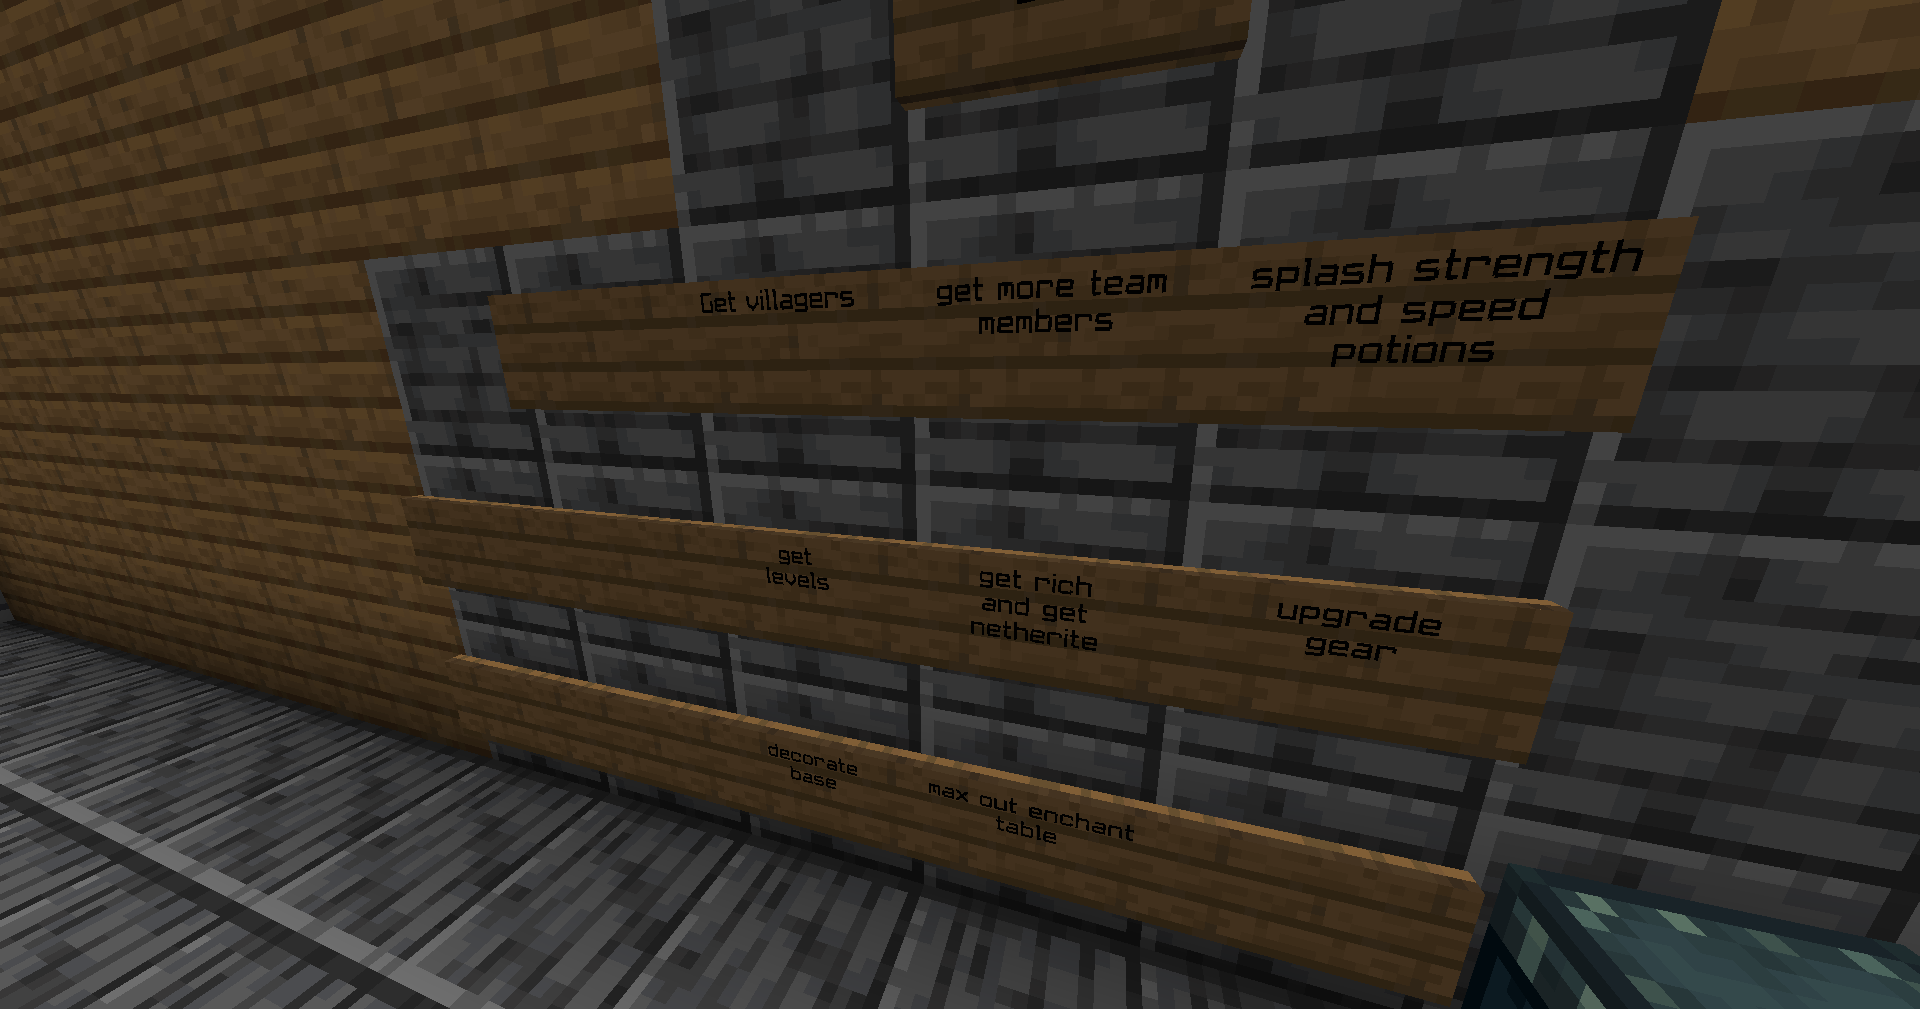 Get villagers
get more team
members
splash strength
and speed
potions
get
levels
get rich
and get
netherite
upgrade
gear
decorate
base
max out enchant
table